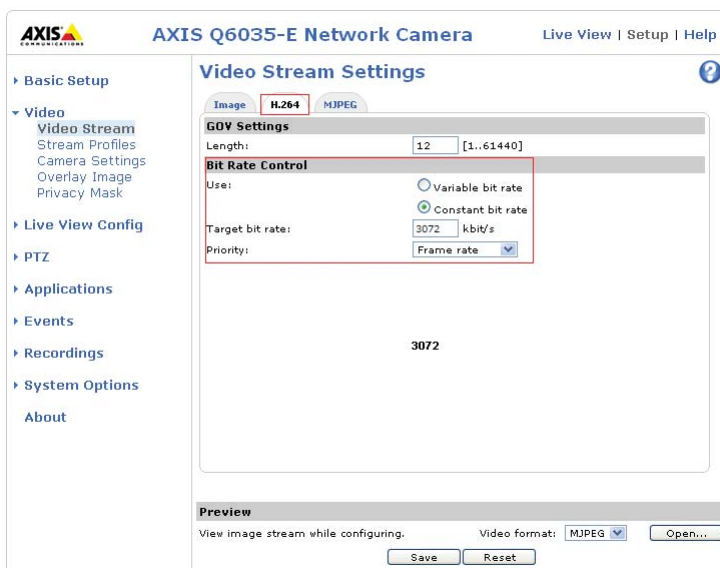 AXIS
COMMUNICATIONS
AXIS Q6035-E Network Camera
Live View | Setup | Help
Basic Setup
Video
Video Stream
Stream Profiles
Camera Settings
Overlay Image
Privacy Mask
Live View Config
PTZ
Applications
Events
Recordings
System Options
About
Video Stream Settings
?
Image
H.264
MJPEG
GOV Settings
Length: 12 [1..61440]
Bit Rate Control
Use: Variable bit rate
Constant bit rate
Target bit rate: 3072 kbit/s
Priority: Frame rate
3072
Preview
View image stream while configuring. Video format: MJPEG Open...
Save Reset